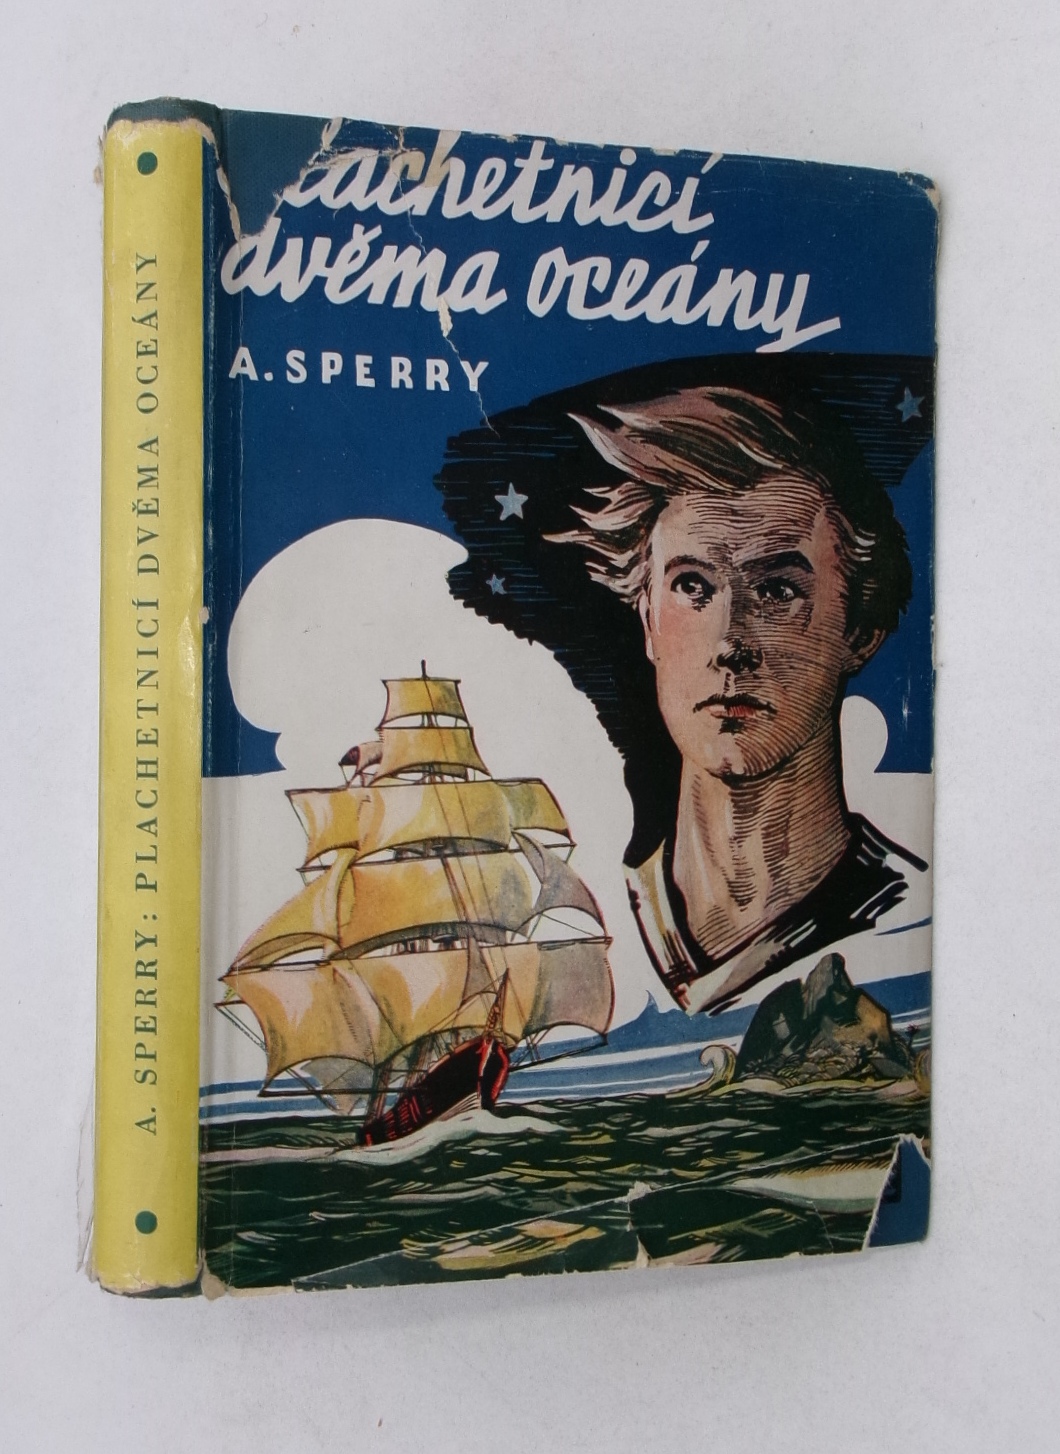 lachetnicí
dvěma oceány
A. SPERRY
A. SPERRY: PLACHETNICÍ DVĚMA OCEÁNY